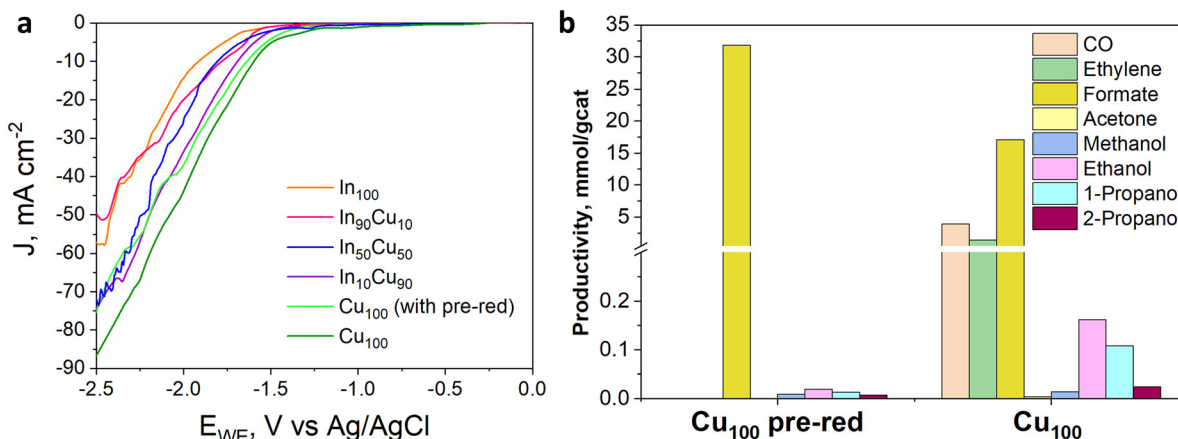 a
0
-10
-20
-30
-40
-50
-60
-70
-80
-90
J, mA cm-2
-2.5 -2.0 -1.5 -1.0 -0.5 0.0
EWE, V vs Ag/AgCl
In100
In90Cu10
In50Cu50
In10Cu90
Cu100 (with pre-red)
Cu100
b
35
30
25
20
15
10
5
0.2
0.1
0.0
Productivity, mmol/gcat
CO
Ethylene
Formate
Acetone
Methanol
Ethanol
1-Propano
2-Propano
Cu100 pre-red Cu100